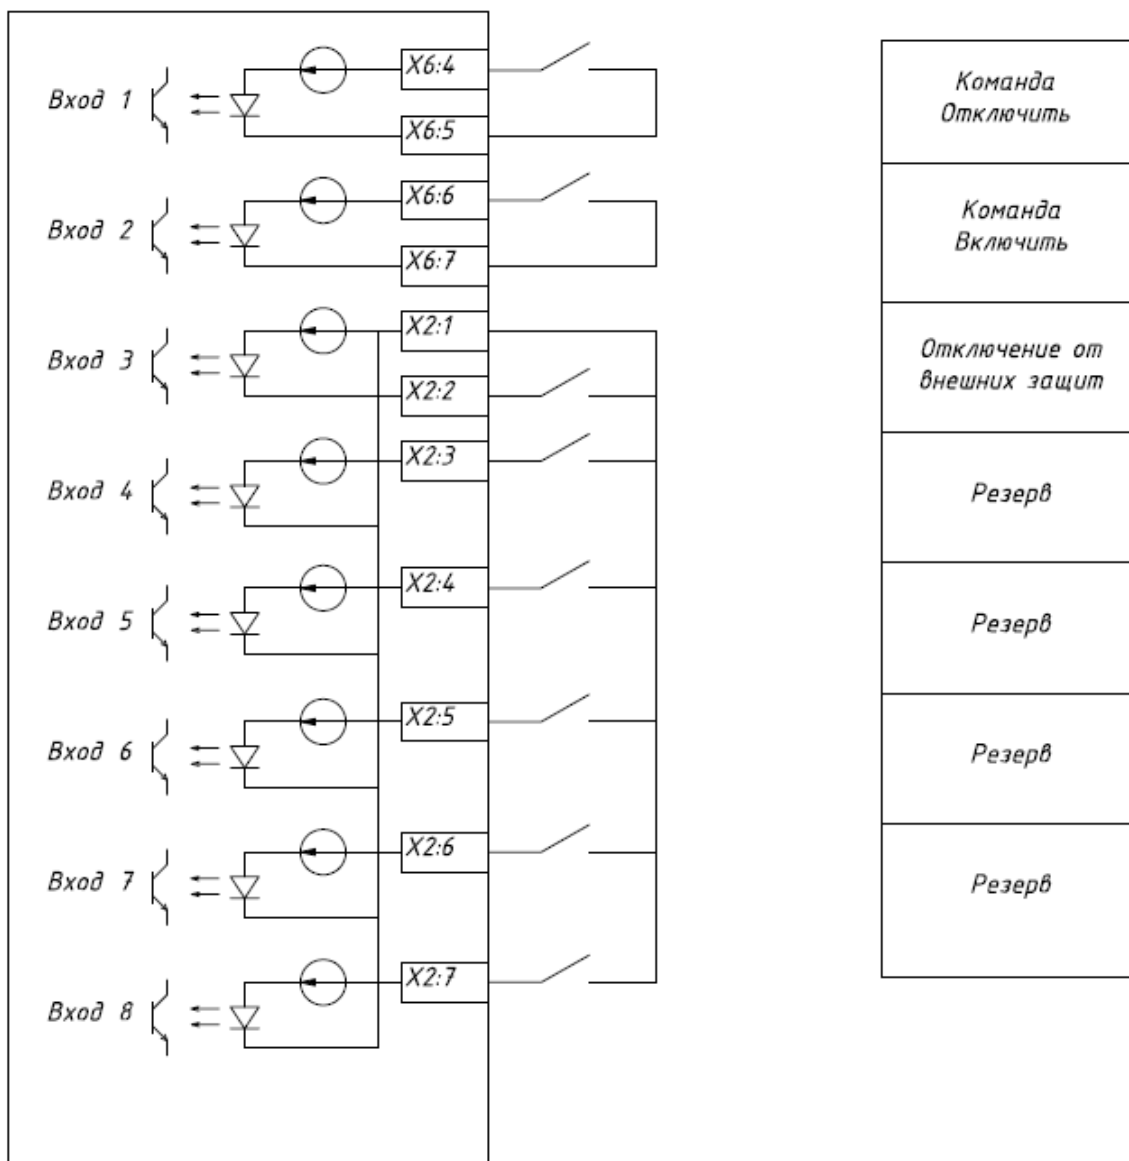 Вход 1
X6:4
X6:5
Команда
Отключить
Вход 2
X6:6
X6:7
Команда
Включить
Вход 3
X2:1
X2:2
Отключение от
внешних защит
Вход 4
X2:3
Резерв
Вход 5
X2:4
Резерв
Вход 6
X2:5
Резерв
Вход 7
X2:6
Резерв
Вход 8
X2:7